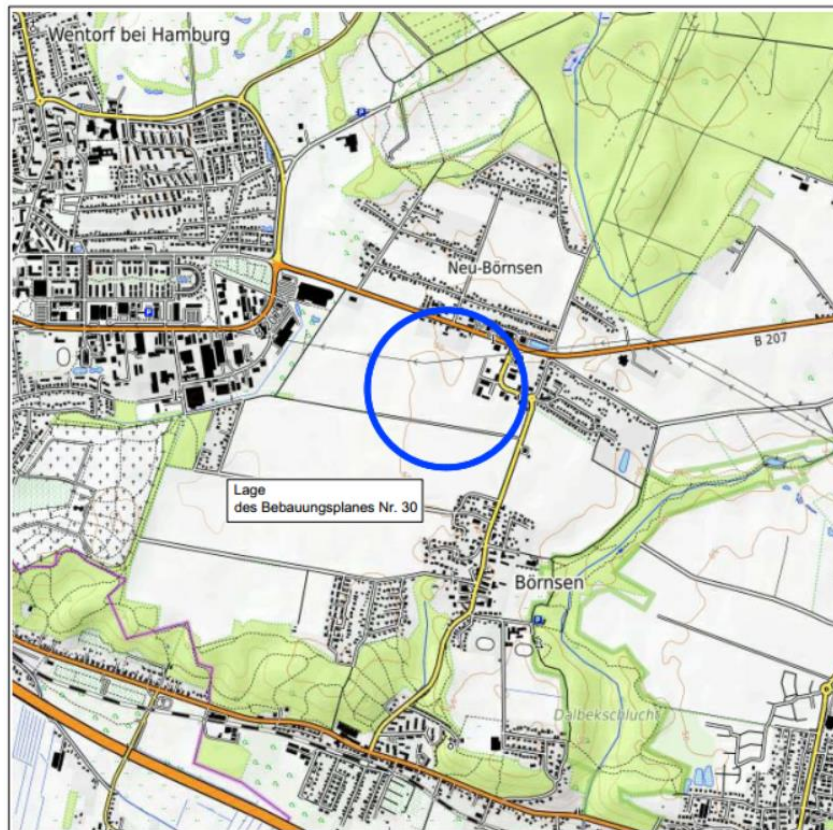 Wentorf bei Hamburg
Neu-Börnsen
B 207
Lage
des Bebauungsplanes Nr. 30
Börnsen
Dalbekschlucht